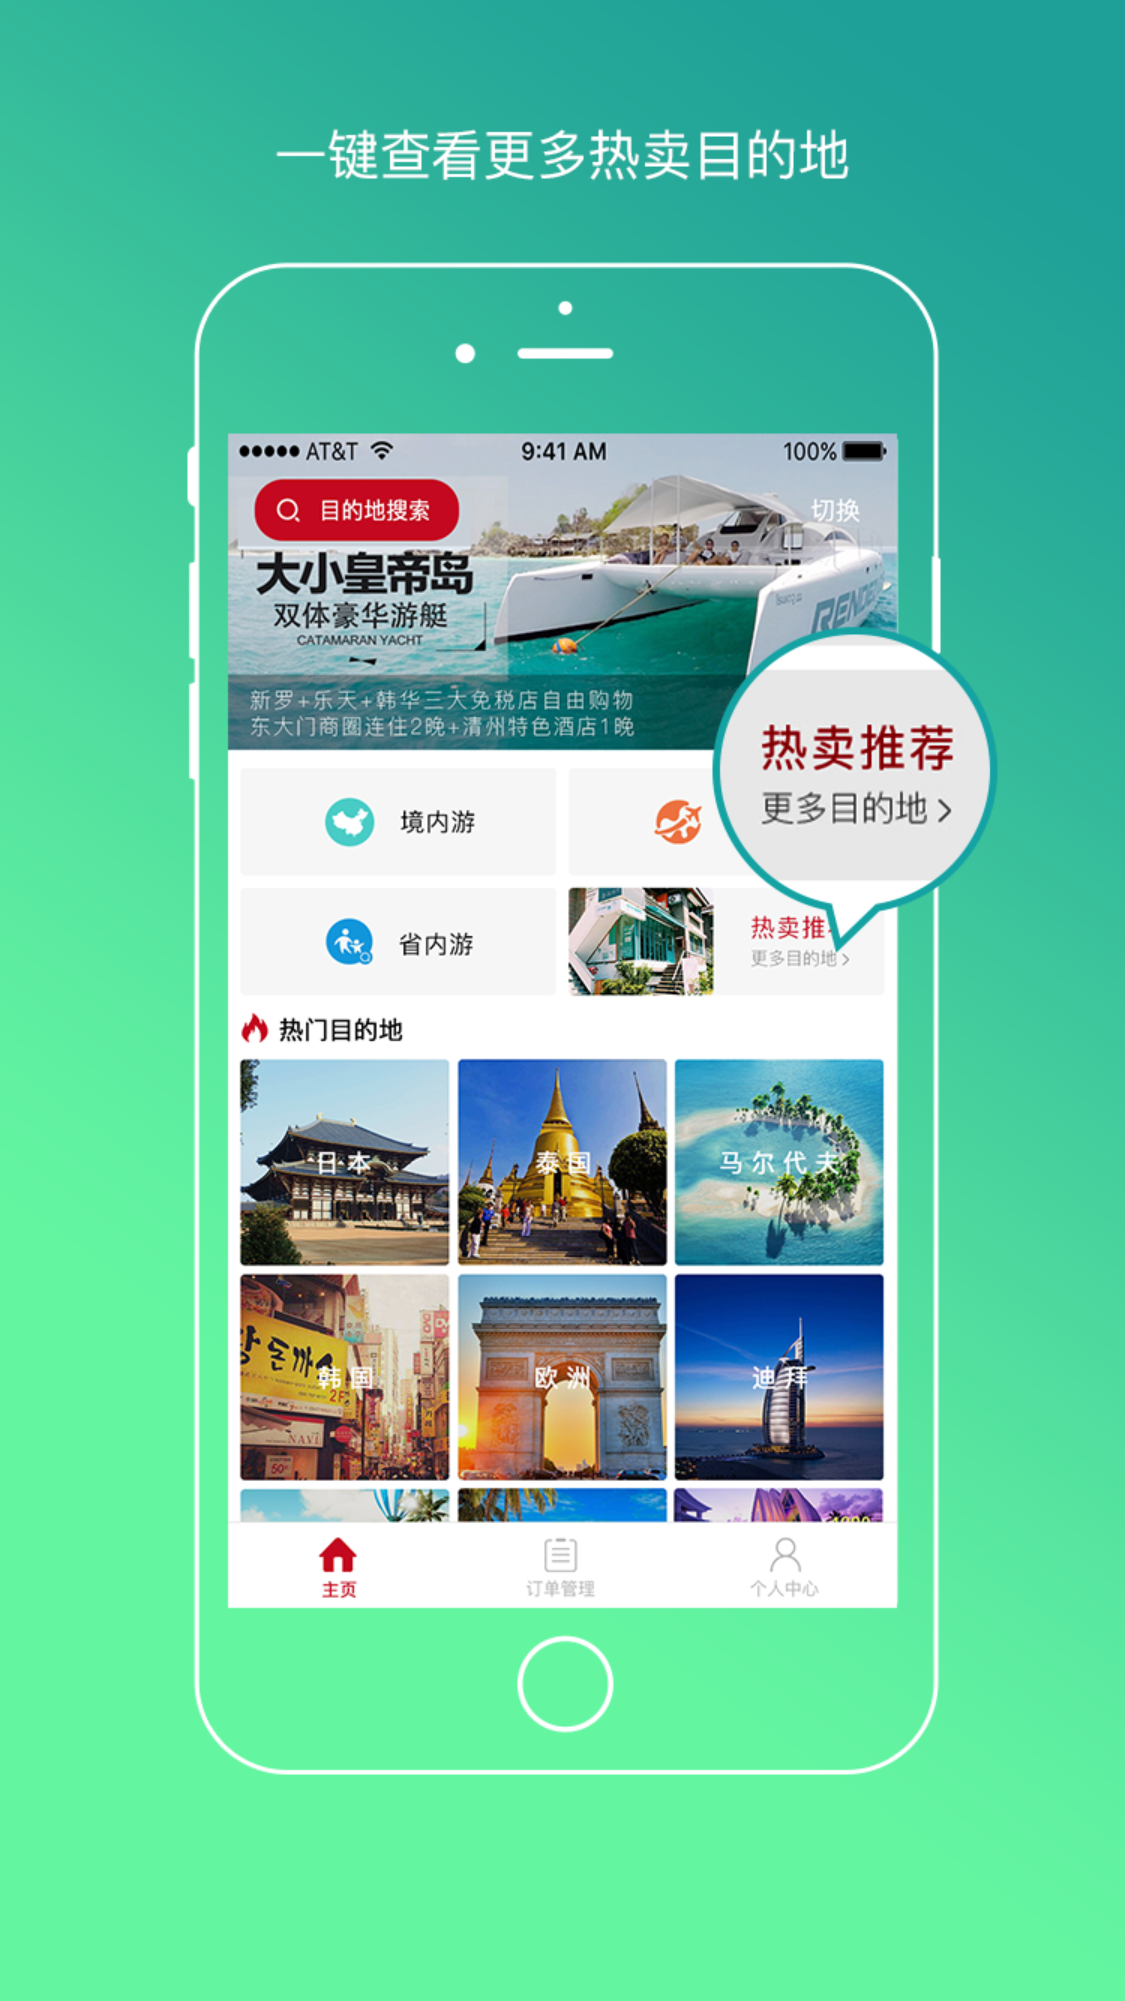 一键查看更多热卖目的地
AT&T
9:41 AM
100%
目的地搜索
切换
大小皇帝岛
双体豪华游艇
CATAMARAN YACHT
新罗+乐天+韩华三大免税店自由购物
东大门商圈连住2晚+清州特色酒店1晚
热卖推荐
更多目的地
境内游
省内游
热卖推
更多目的地
热门目的地
日本
泰国
马尔代夫
돈까
2F
NAVi
50
韩国
欧洲
迪拜
主页
订单管理
个人中心